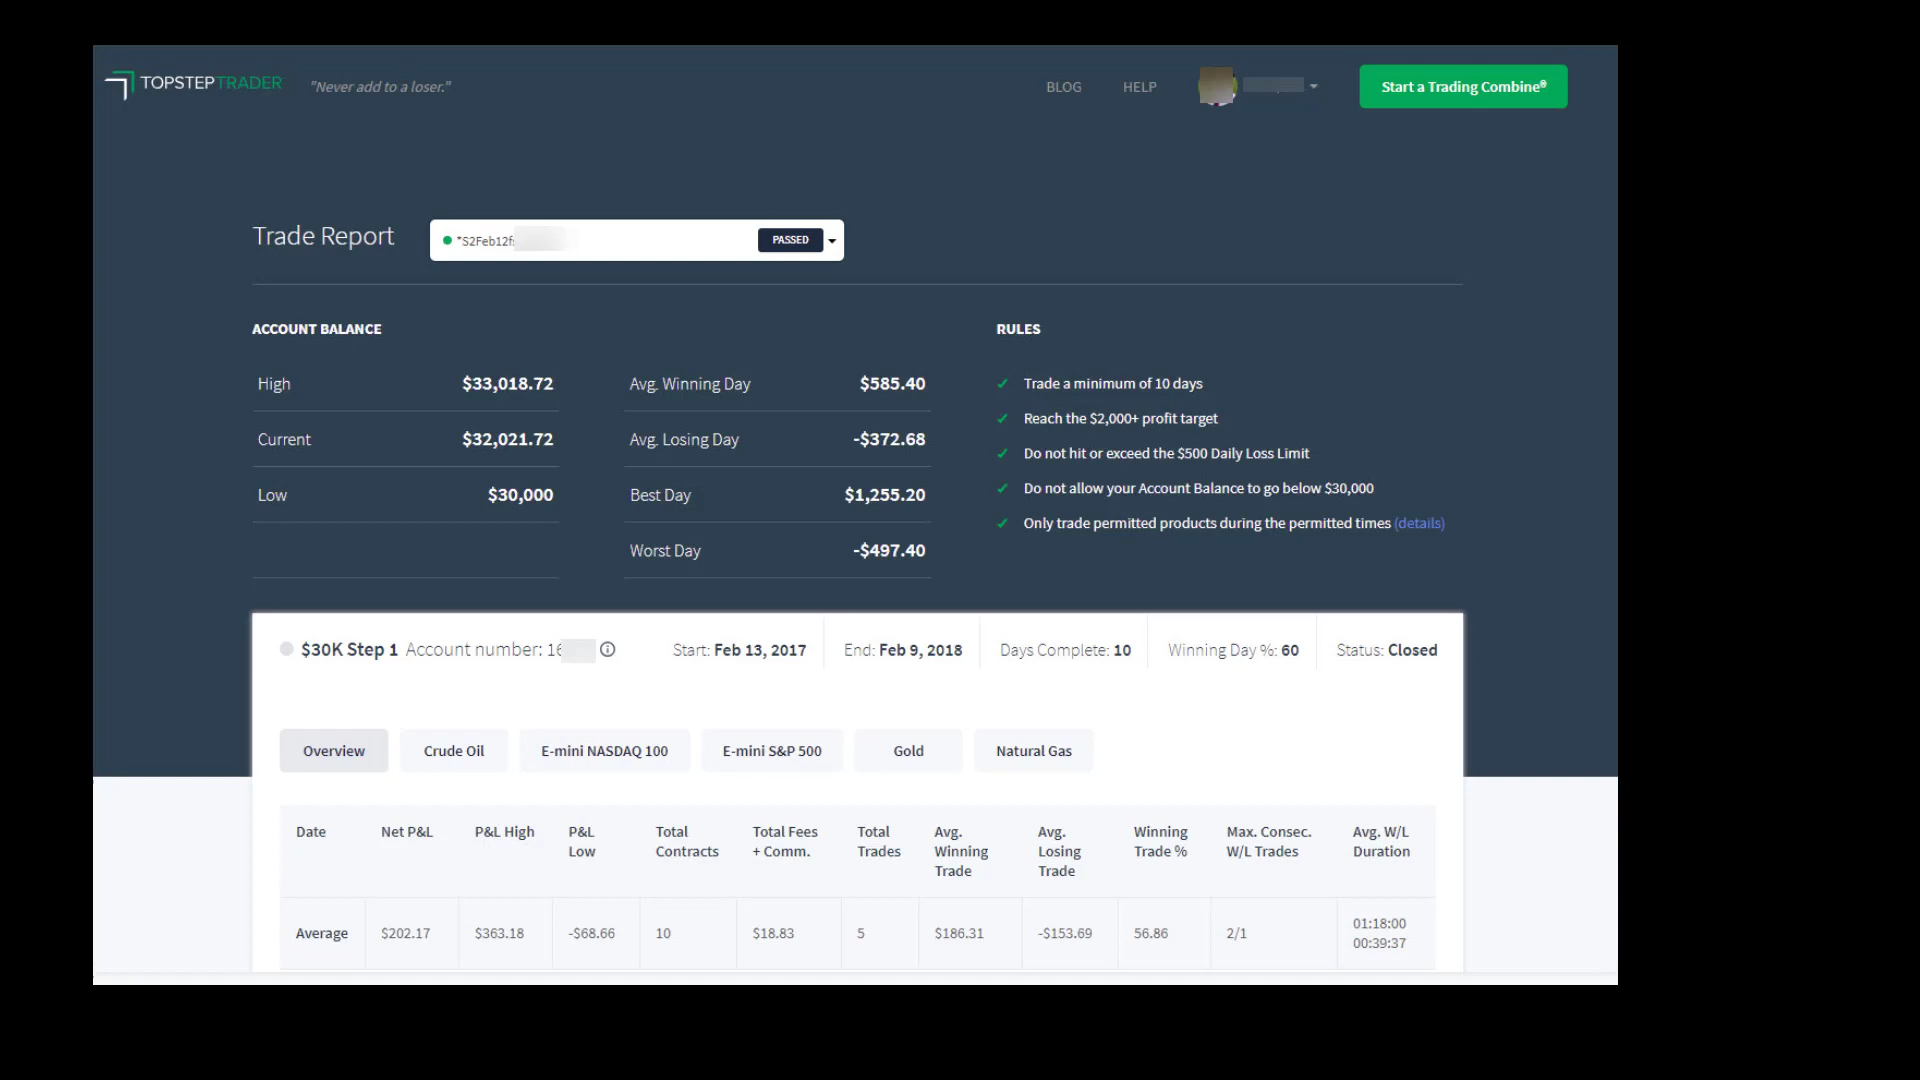 TOPSTEPTRADER "Never add to a loser." BLOG HELP Start a Trading Combine®
Trade Report *S2Feb12f PASSED
ACCOUNT BALANCE RULES
High $33,018.72 Avg. Winning Day $585.40 ✓ Trade a minimum of 10 days
✓ Reach the $2,000+ profit target
Current $32,021.72 Avg. Losing Day -$372.68 ✓ Do not hit or exceed the $500 Daily Loss Limit
Low $30,000 Best Day $1,255.20 ✓ Do not allow your Account Balance to go below $30,000
✓ Only trade permitted products during the permitted times (details)
Worst Day -$497.40
$30K Step 1 Account number: 16 Start: Feb 13, 2017 End: Feb 9, 2018 Days Complete: 10 Winning Day %: 60 Status: Closed
Overview Crude Oil E-mini NASDAQ 100 E-mini S&P 500 Gold Natural Gas
Date Net P&L P&L High P&L Total Total Fees Total Avg. Avg. Winning Max. Consec. Avg. W/L
Low Contracts + Comm. Trades Winning Losing Trade % W/L Trades Duration
Trade Trade
Average $202.17 $363.18 -$68.66 10 $18.83 5 $186.31 -$153.69 56.86 2/1 01:18:00
00:39:37